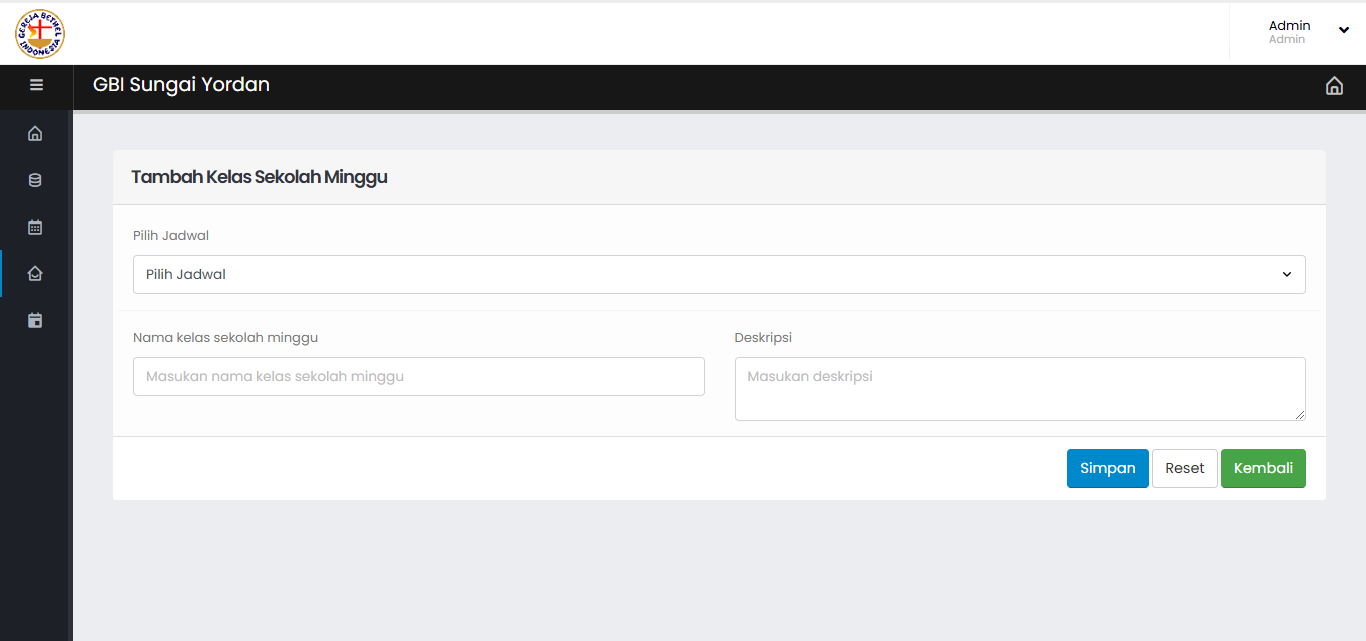 GEREJA BETHEL
INDONESIA
Admin
Admin
GBI Sungai Yordan
Tambah Kelas Sekolah Minggu
Pilih Jadwal
Pilih Jadwal
Nama kelas sekolah minggu
Deskripsi
Masukan nama kelas sekolah minggu
Masukan deskripsi
Simpan
Reset
Kembali